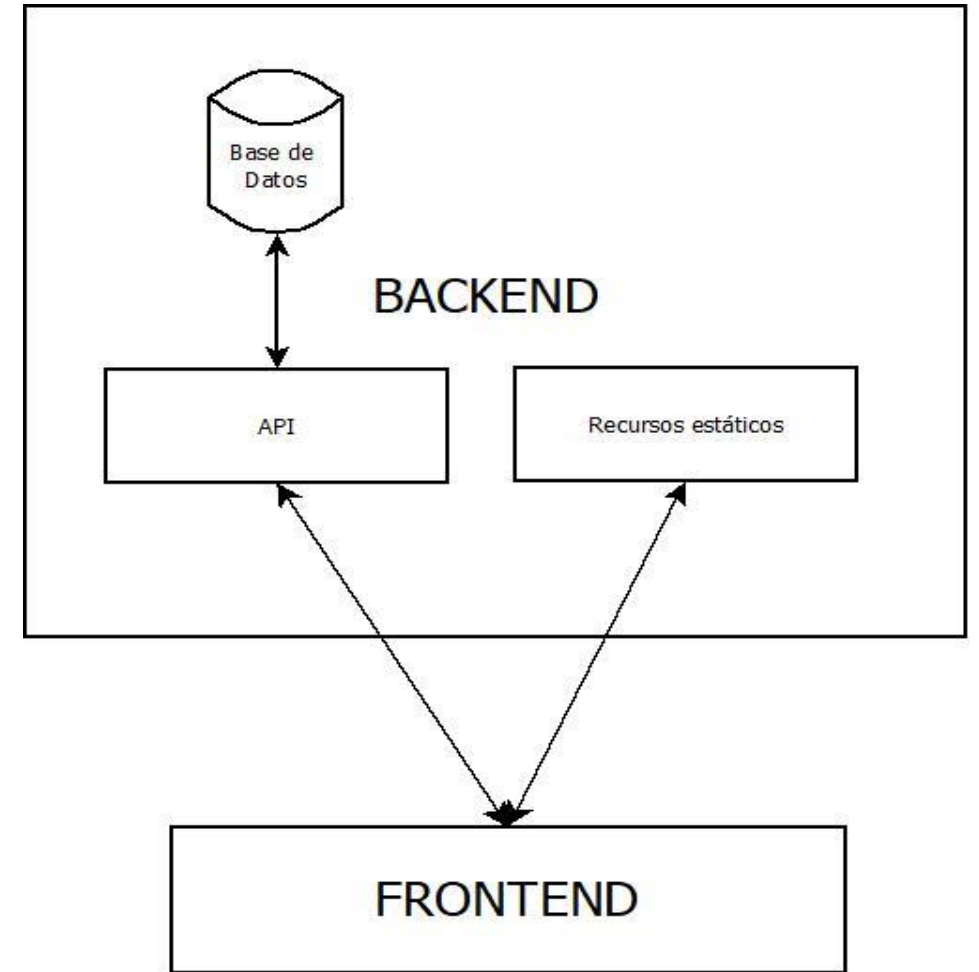 Base de
Datos
BACKEND
API
Recursos estáticos
FRONTEND